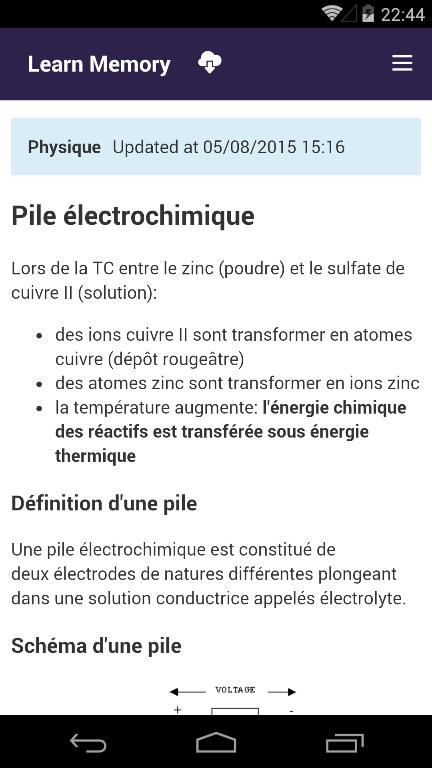 22:44
Learn Memory
Physique Updated at 05/08/2015 15:16
Pile électrochimique
Lors de la TC entre le zinc (poudre) et le sulfate de
cuivre II (solution):
• des ions cuivre II sont transformer en atomes
cuivre (dépôt rougeâtre)
• des atomes zinc sont transformer en ions zinc
• la température augmente: l'énergie chimique
des réactifs est transférée sous énergie
thermique
Définition d'une pile
Une pile électrochimique est constitué de
deux électrodes de natures différentes plongeant
dans une solution conductrice appelés électrolyte.
Schéma d'une pile
VOLTAGE
+ -